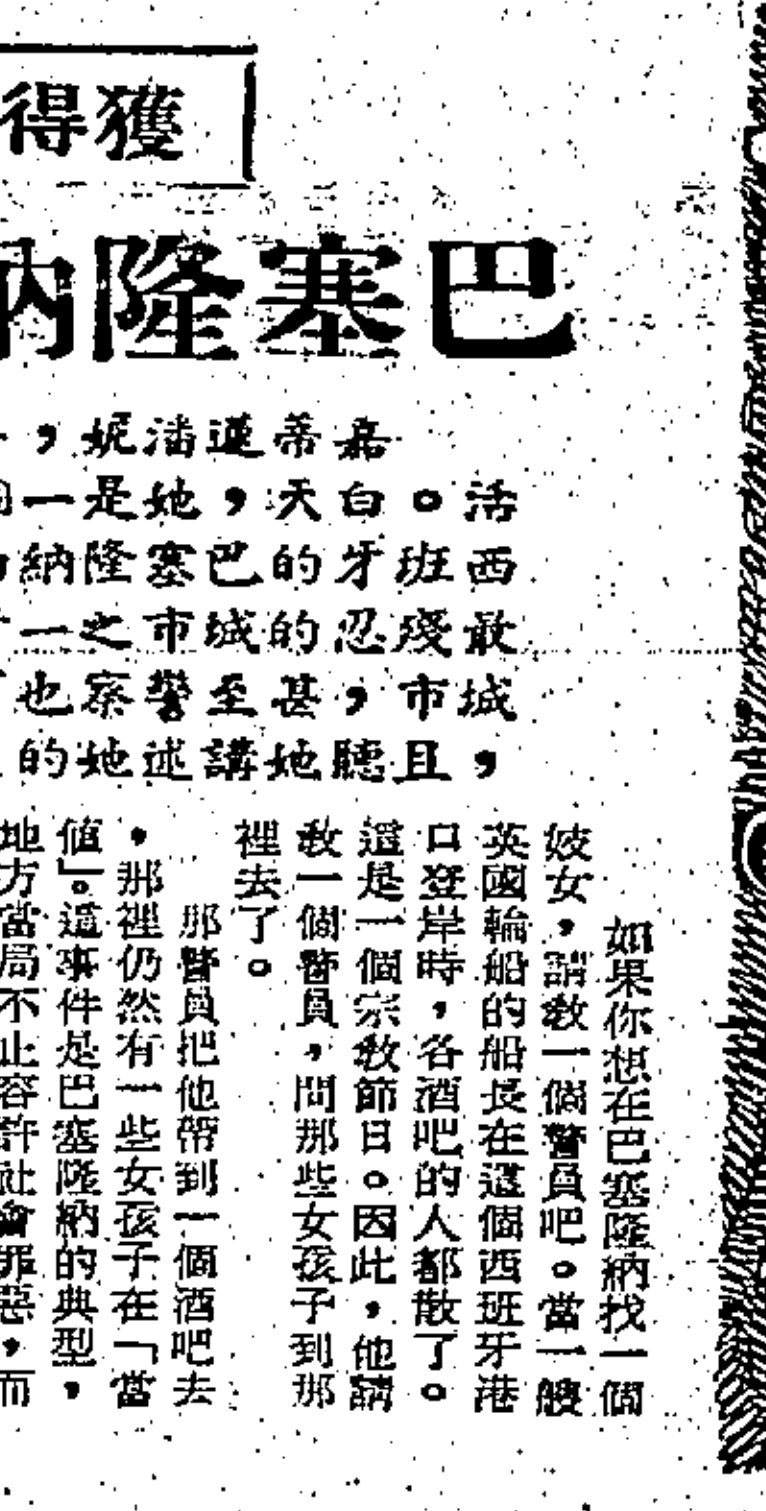 獲得
巴塞隆納
嘉蒂蓮潘妮，
活。白天，她是一個
西班牙的巴塞隆納
最殘忍的城市之一
城市，甚至警察也
，且聽她講述她的
如果你想在巴塞隆納找一個
妓女，請教一個警員吧。當一艘
英國輪船的船長在這個西班牙港
口登岸時，各酒吧的人都散了。
這是一個宗教節日。因此，他請
教一個警員，問那些女孩子到那
裡去了。
那警員把他帶到一個酒吧去
，那裡仍然有一些女孩子在「當
值」。這事件是巴塞隆納的典型，
地方當局不止容許社會罪惡，而